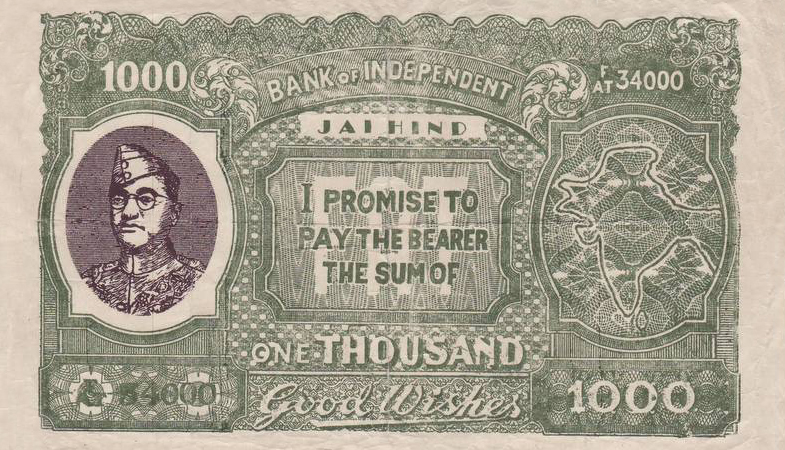 1000
BANK OF INDEPENDENT
F/AT 34000
JAI HIND
I PROMISE TO
PAY THE BEARER
THE SUM OF
ONE THOUSAND
34000
Good Wishes
1000